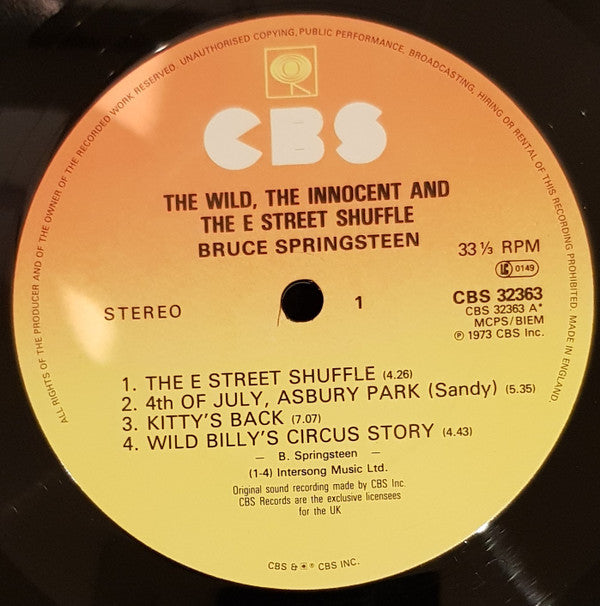 ALL RIGHTS OF THE PRODUCER AND OF THE OWNER OF THE RECORDED WORK RESERVED. UNAUTHORISED COPYING, PUBLIC PERFORMANCE, BROADCASTING, HIRING OR RENTAL OF THIS RECORDING PROHIBITED. MADE IN ENGLAND.
CBS
THE WILD, THE INNOCENT AND
THE E STREET SHUFFLE
BRUCE SPRINGSTEEN
33 ⅓ RPM
LC 0149
STEREO
1
CBS 32363
CBS 32363 A*
MCPS/BIEM
℗ 1973 CBS Inc.
1. THE E STREET SHUFFLE (4.26)
2. 4th OF JULY, ASBURY PARK (Sandy) (5.35)
3. KITTY'S BACK (7.07)
4. WILD BILLY'S CIRCUS STORY (4.43)
— B. Springsteen —
(1-4) Intersong Music Ltd.
Original sound recording made by CBS Inc.
CBS Records are the exclusive licensees
for the UK
CBS & ® CBS INC.